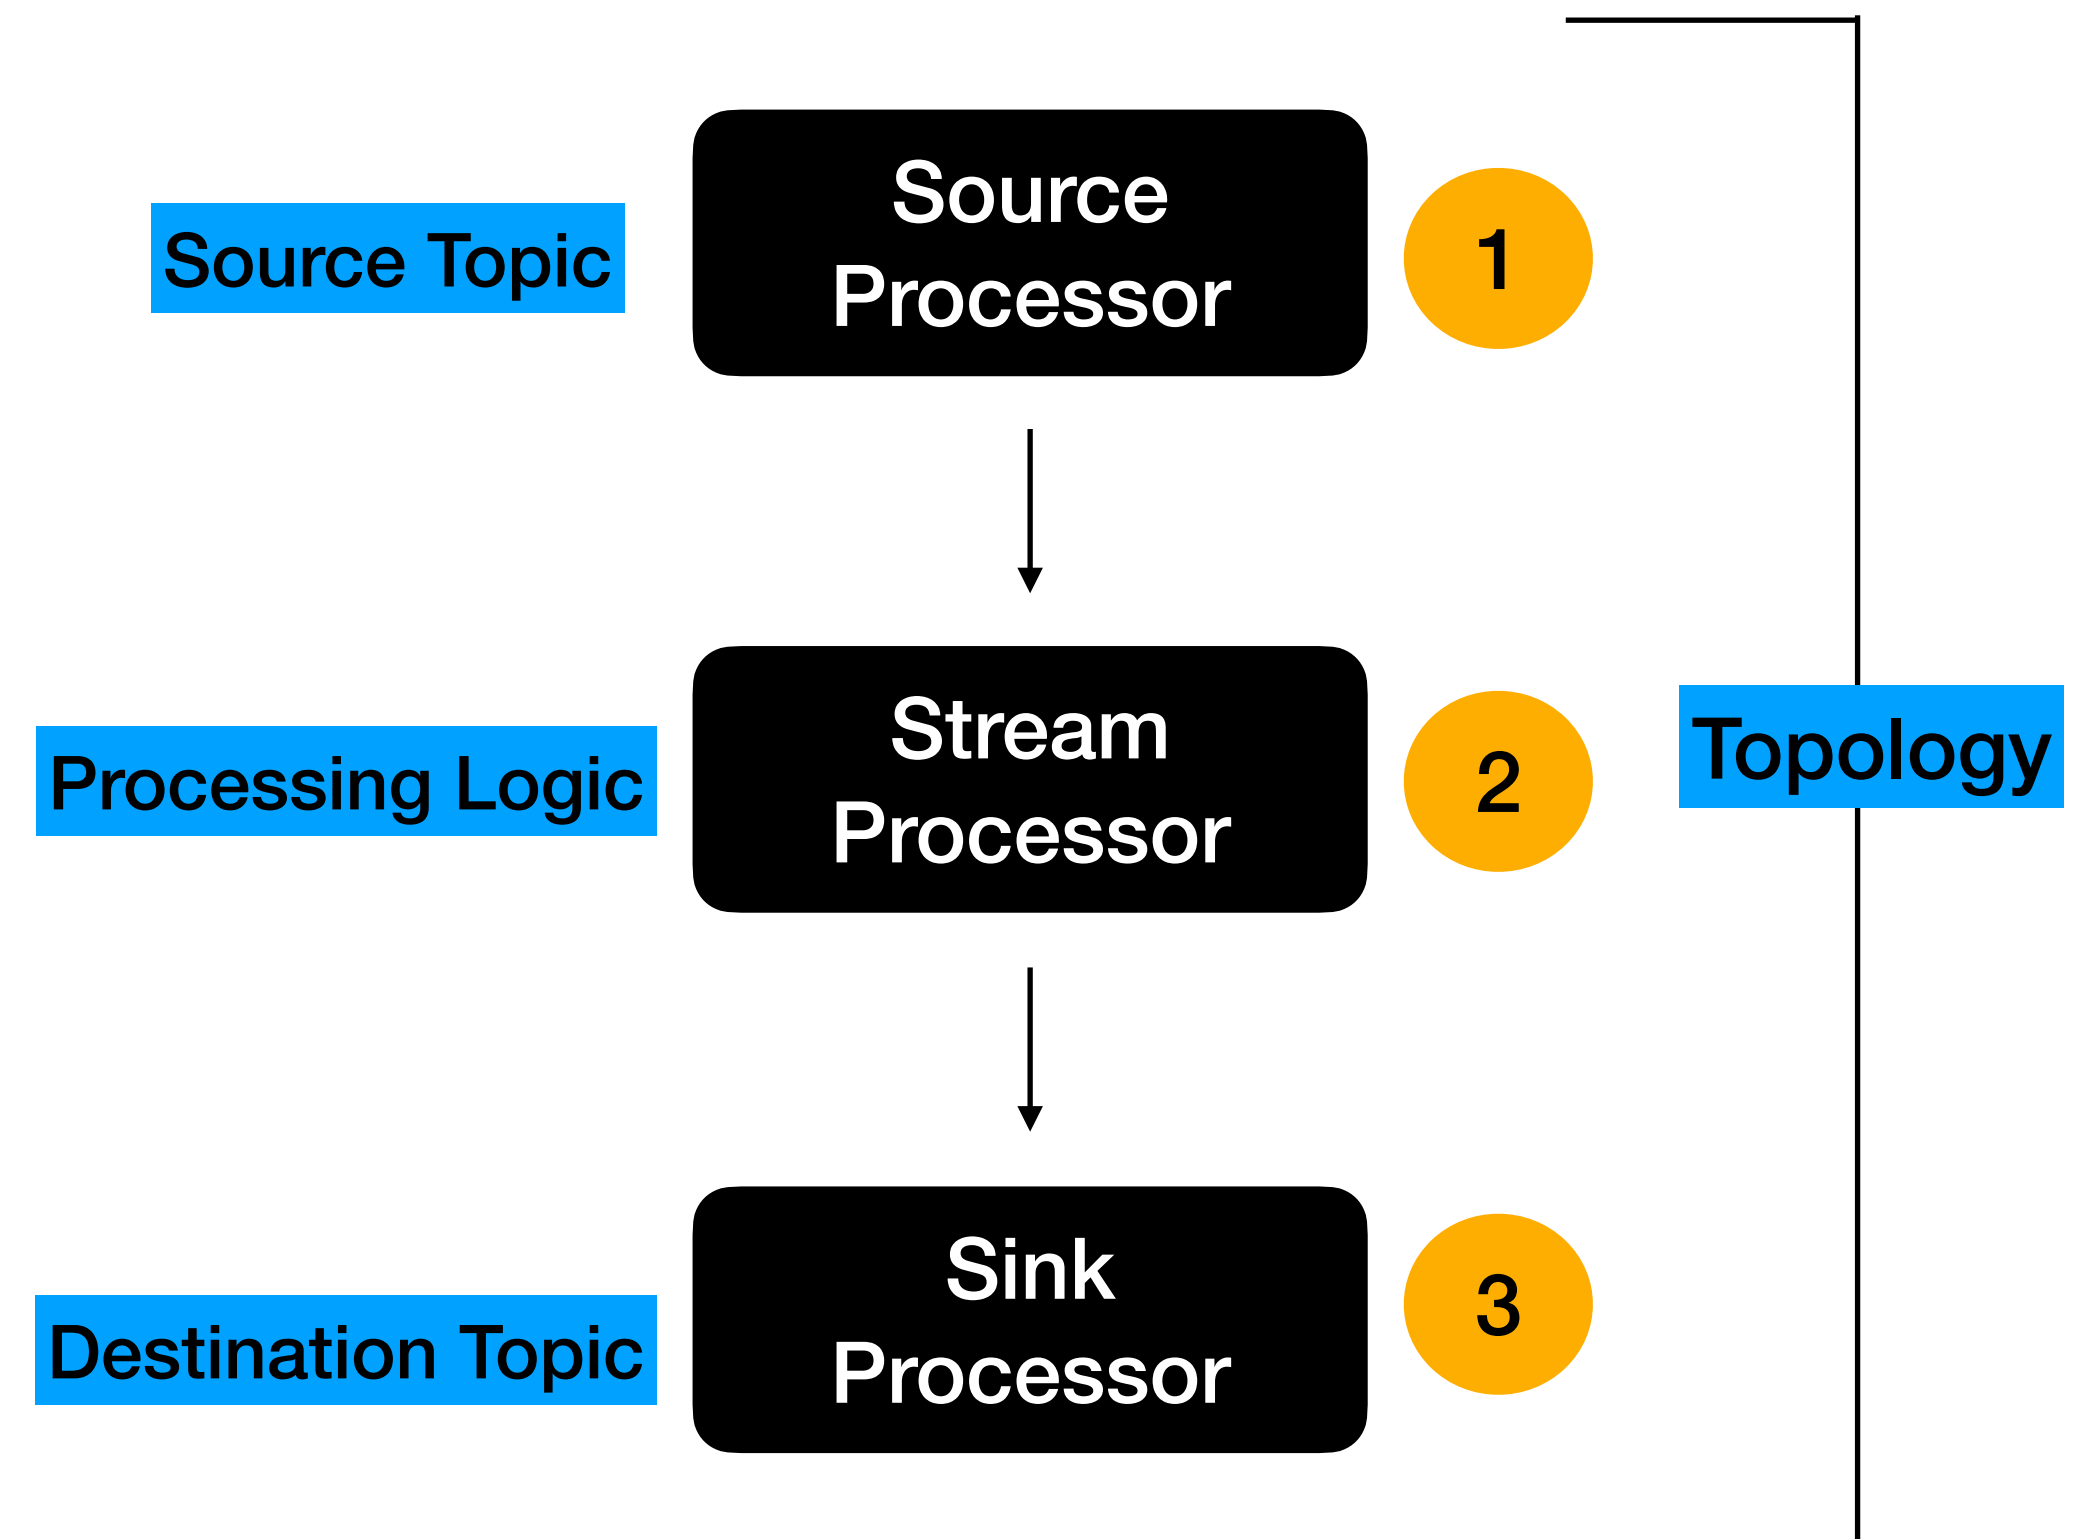 Source Topic
Source
Processor
1
Processing Logic
Stream
Processor
2
Topology
Destination Topic
Sink
Processor
3